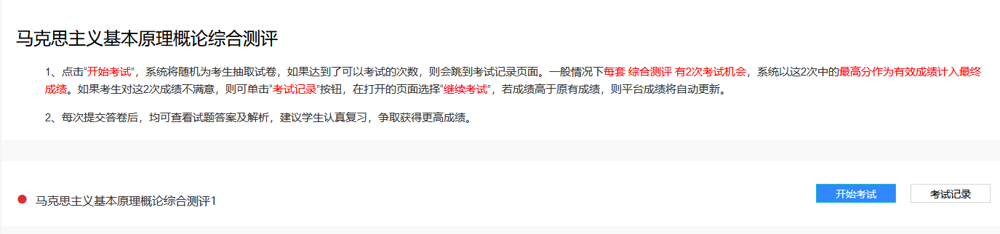 马克思主义基本原理概论综合测评
1、点击“开始考试”，系统将随机为考生抽取试卷，如果达到了可以考试的次数，则会跳到考试记录页面。一般情况下每套 综合测评 有2次考试机会，系统以这2次中的最高分作为有效成绩计入最终
成绩。如果考生对这2次成绩不满意，则可单击“考试记录”按钮，在打开的页面选择“继续考试”，若成绩高于原有成绩，则平台成绩将自动更新。
2、每次提交答卷后，均可查看试题答案及解析，建议学生认真复习，争取获得更高成绩。
马克思主义基本原理概论综合测评1
开始考试
考试记录